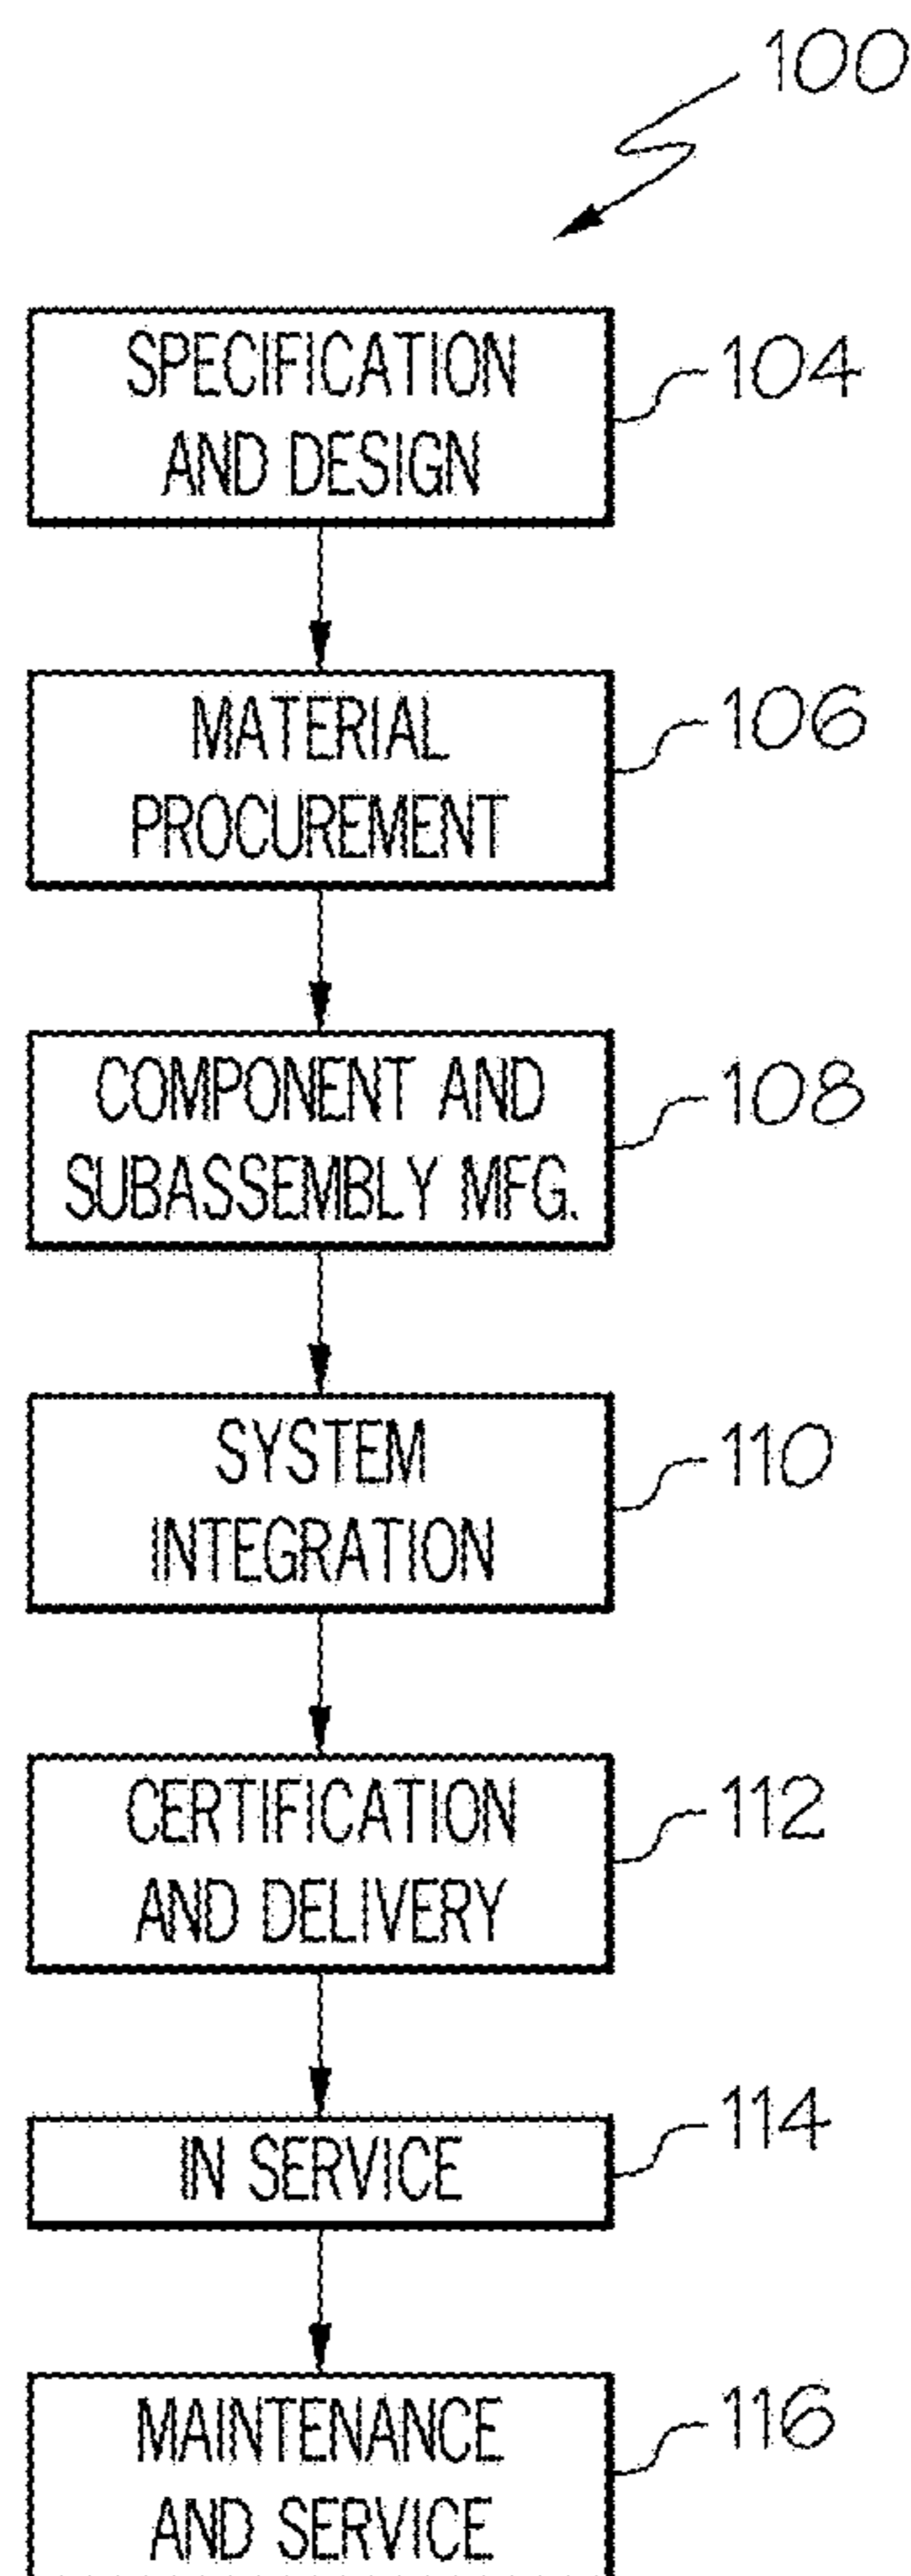 100
SPECIFICATION
AND DESIGN
104
MATERIAL
PROCUREMENT
106
COMPONENT AND
SUBASSEMBLY MFG.
108
SYSTEM
INTEGRATION
110
CERTIFICATION
AND DELIVERY
112
IN SERVICE
114
MAINTENANCE
AND SERVICE
116